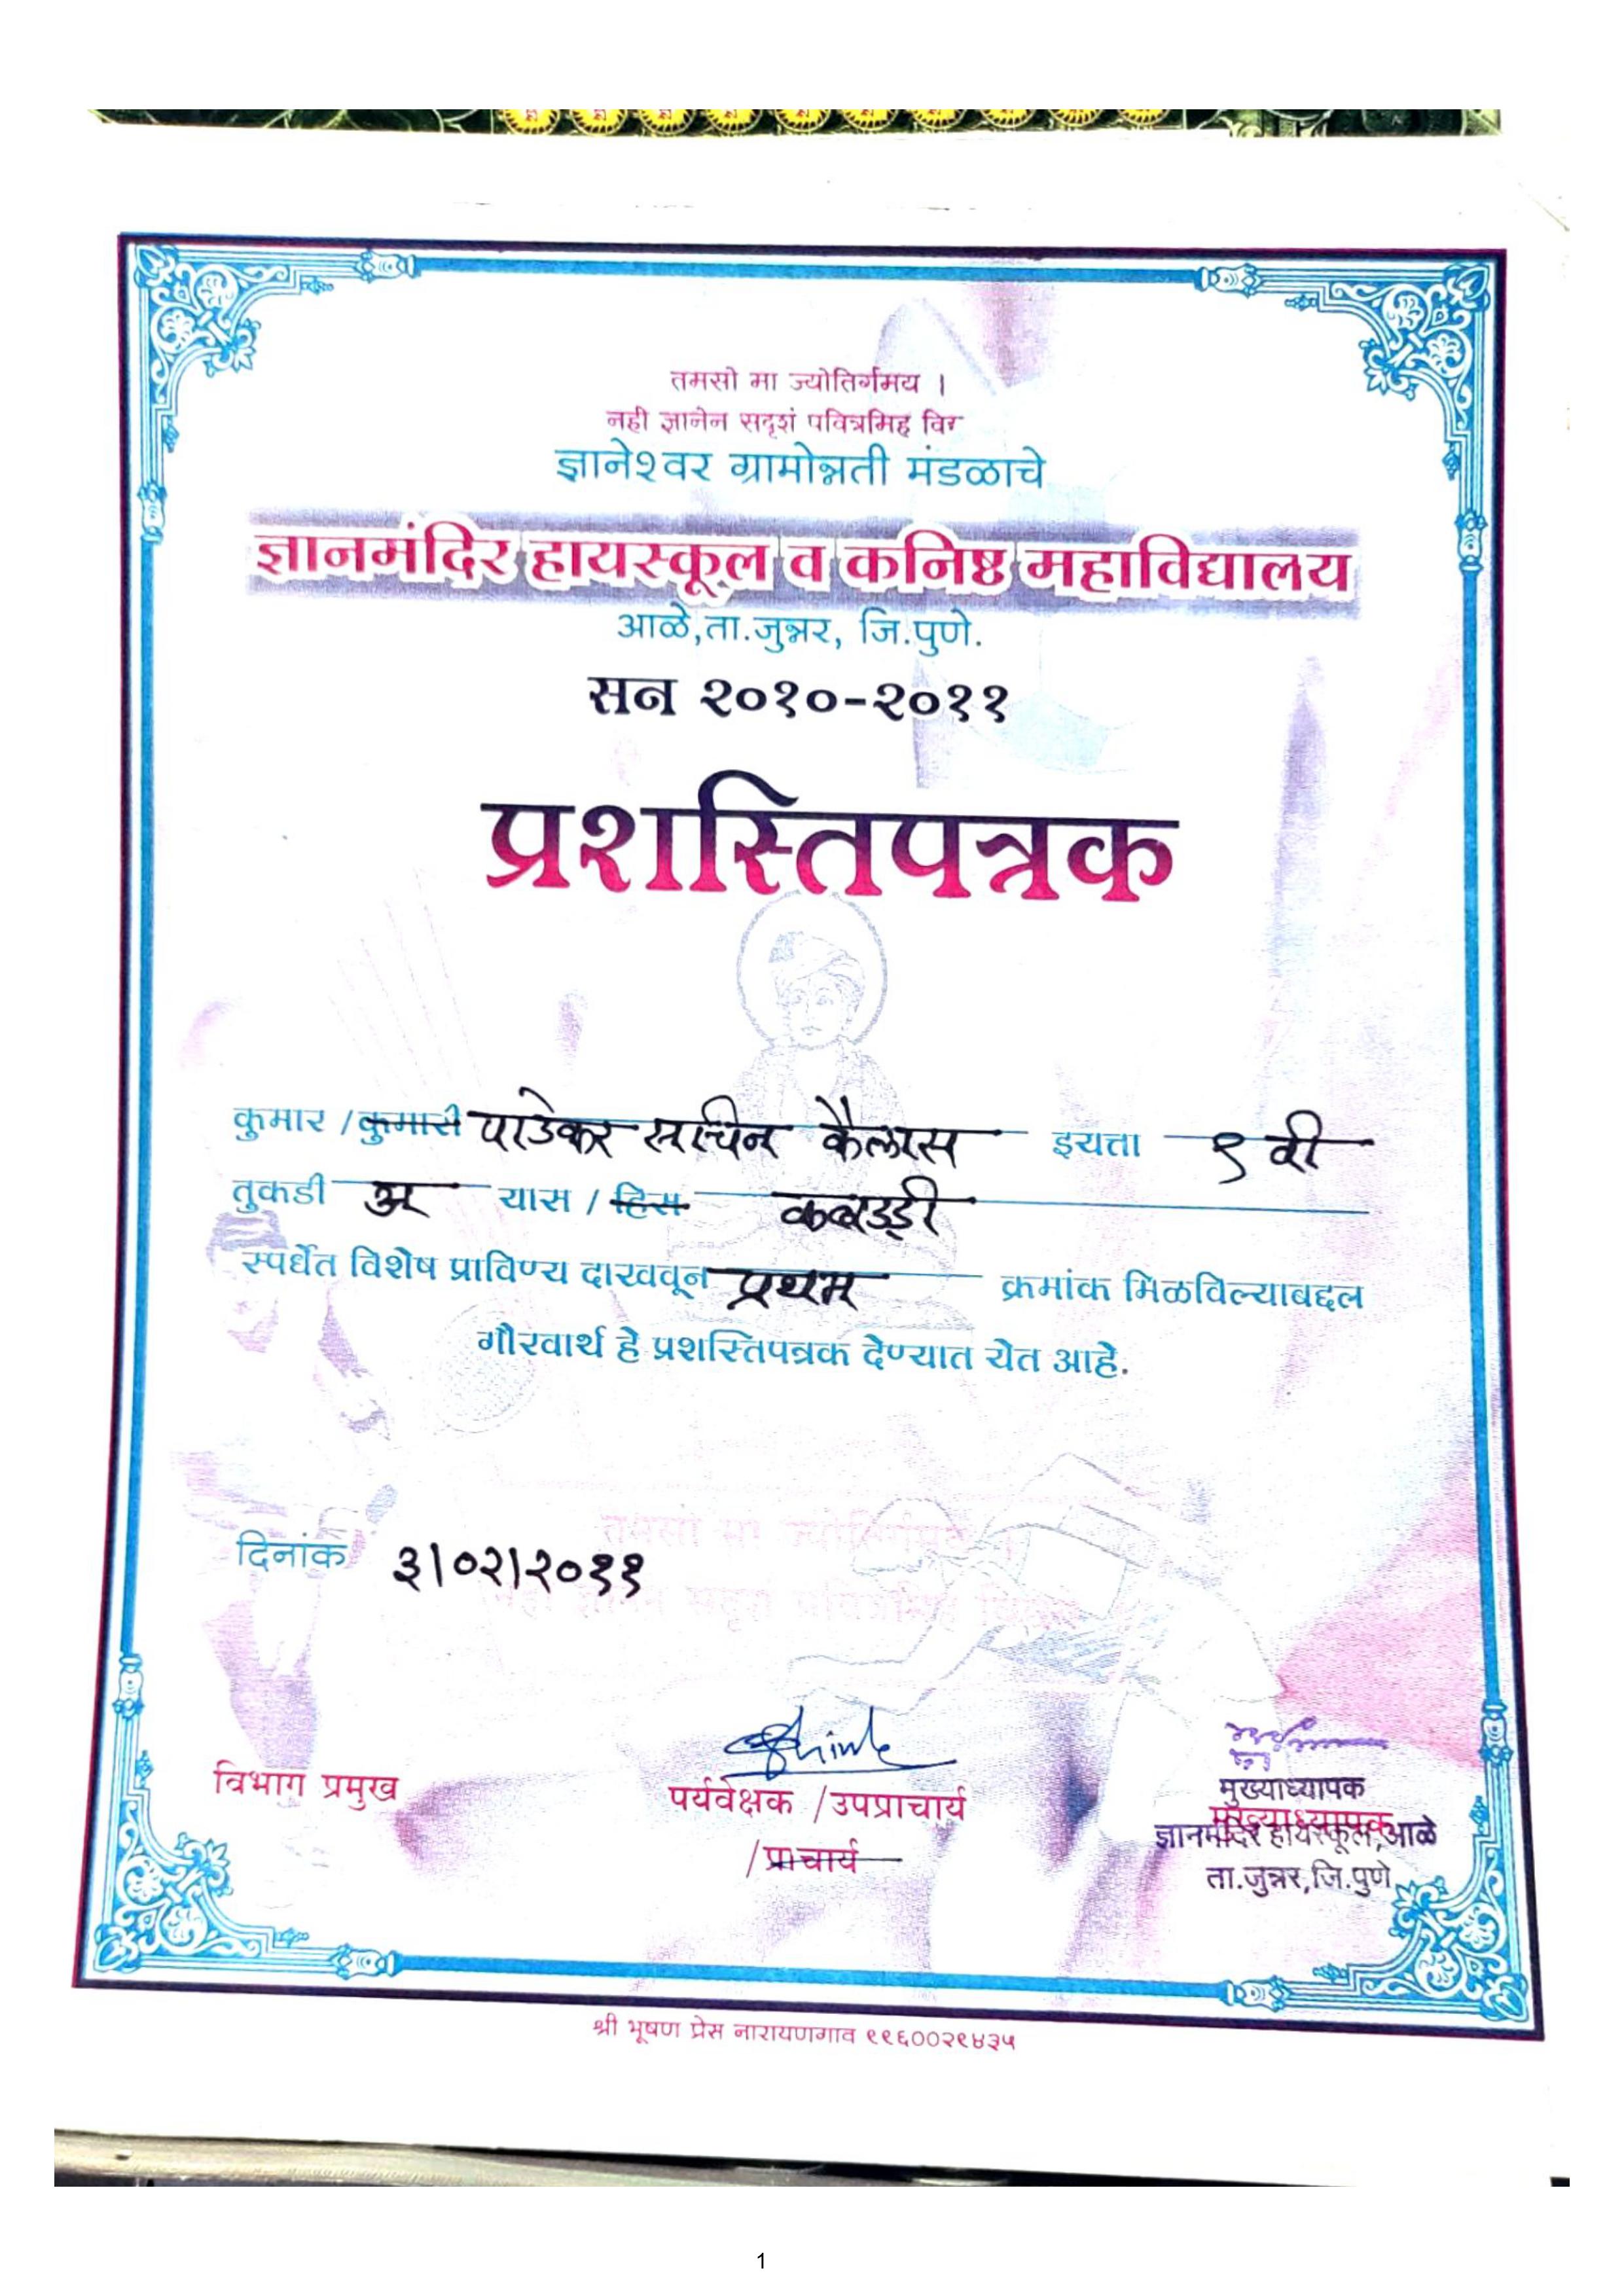 तमसो मा ज्योतिर्गमय ।
नही ज्ञानेन सदृशं पवित्रमिह
ज्ञानेश्वर ग्रामोन्नती मंडळाचे
ज्ञानमंदिर हायस्कूल व कनिष्ठ महाविद्यालय
आळे,ता.जुन्नर, जि.पुणे.
सन २०१०-२०११
प्रशस्तिपत्रक
कुमार /कुमारी पाडेकर सचिन कैलास इयत्ता ९ वी
तुकडी अ यास / हिस कबड्डी
स्पर्धेत विशेष प्राविण्य दाखवून प्रथम क्रमांक मिळविल्याबद्दल
गौरवार्थ हे प्रशस्तिपत्रक देण्यात येत आहे.
तमसो मा
दिनांक ३|०२|२०११
विभाग प्रमुख
पर्यवेक्षक /उपप्राचार्य
/प्राचार्य
मुख्याध्यापक
मुख्याध्यापक
ज्ञानमंदिर हायस्कूल,आळे
ता.जुन्नर,जि.पुणे
श्री भूषण प्रेस नारायणगाव ९९६००२९४३५
1